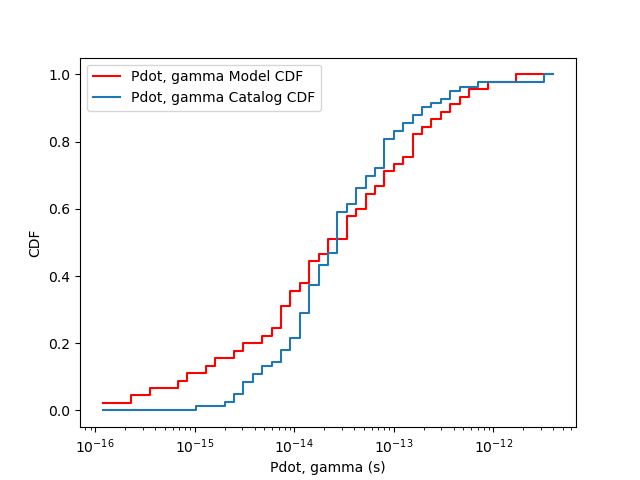 Pdot, gamma Model CDF
Pdot, gamma Catalog CDF
1.0
0.8
0.6
0.4
0.2
0.0
CDF
10⁻¹⁶ 10⁻¹⁵ 10⁻¹⁴ 10⁻¹³ 10⁻¹²
Pdot, gamma (s)